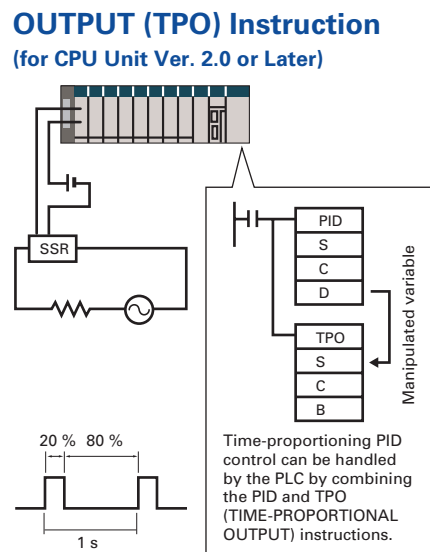 OUTPUT (TPO) Instruction
(for CPU Unit Ver. 2.0 or Later)
SSR
PID
S
C
D
Manipulated variable
TPO
S
C
B
20 % 80 %
1 s
Time-proportioning PID
control can be handled
by the PLC by combining
the PID and TPO
(TIME-PROPORTIONAL
OUTPUT) instructions.